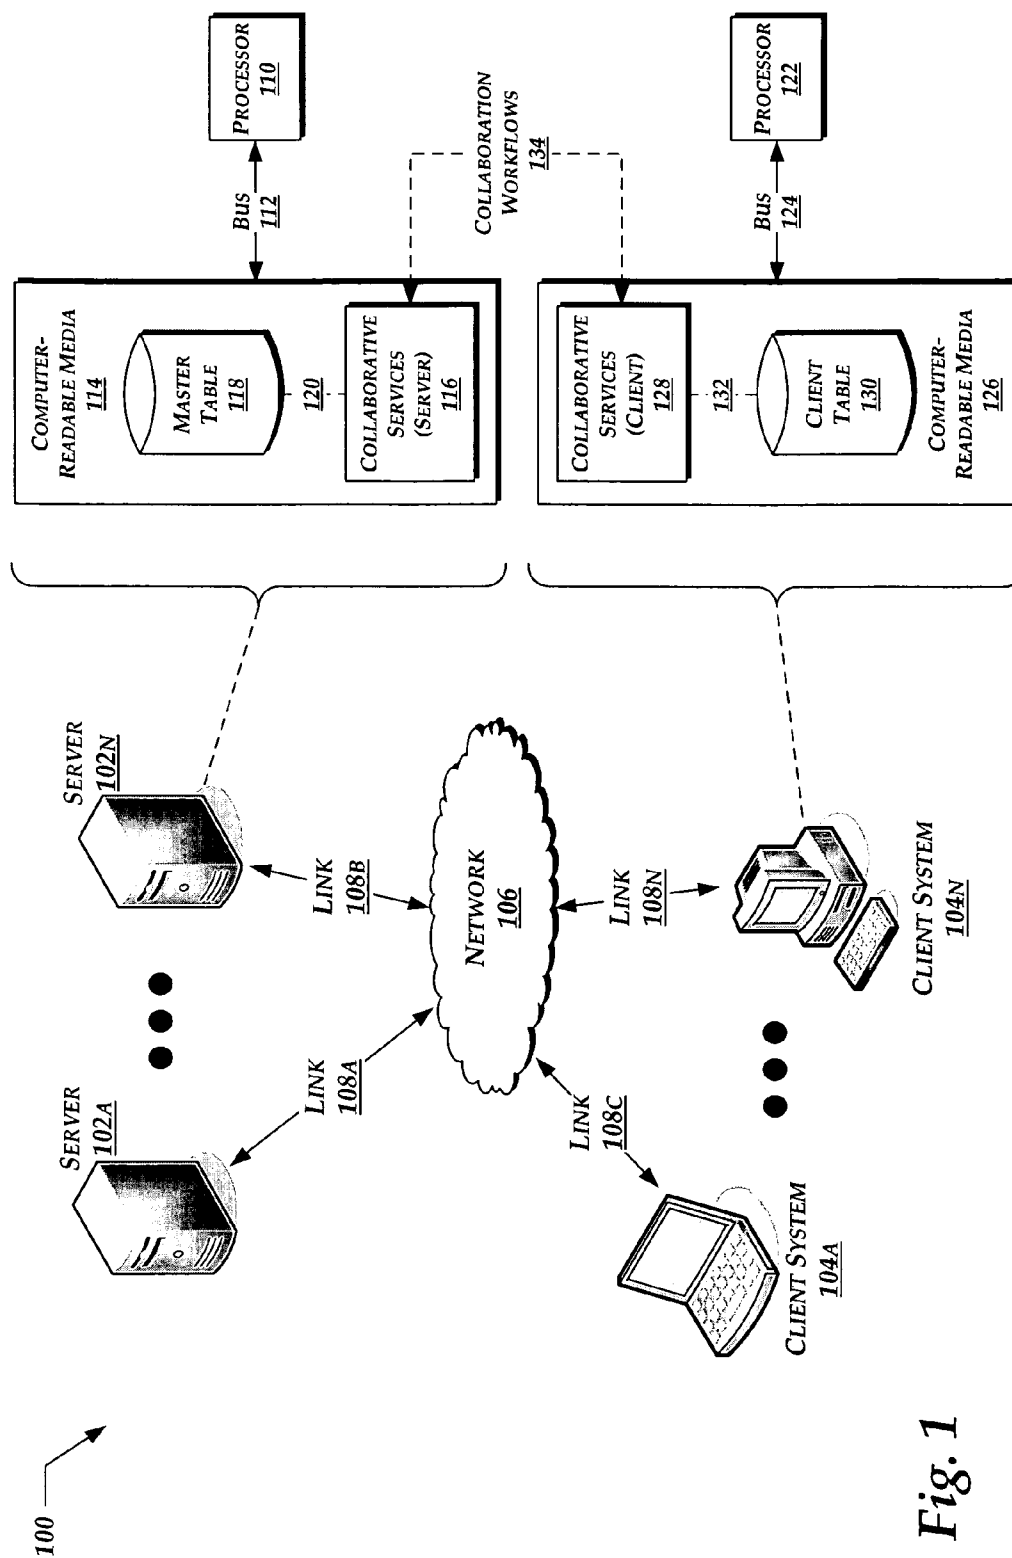 100
SERVER
102A
SERVER
102N
LINK
108A
LINK
108B
NETWORK
106
LINK
108C
LINK
108N
CLIENT SYSTEM
104A
CLIENT SYSTEM
104N
COMPUTER-
READABLE MEDIA
114
MASTER
TABLE
118
120
COLLABORATIVE
SERVICES
(SERVER)
116
BUS
112
PROCESSOR
110
COLLABORATION
WORKFLOWS
134
COLLABORATIVE
SERVICES
(CLIENT)
128
132
CLIENT
TABLE
130
COMPUTER-
READABLE MEDIA
126
BUS
124
PROCESSOR
122
Fig. 1